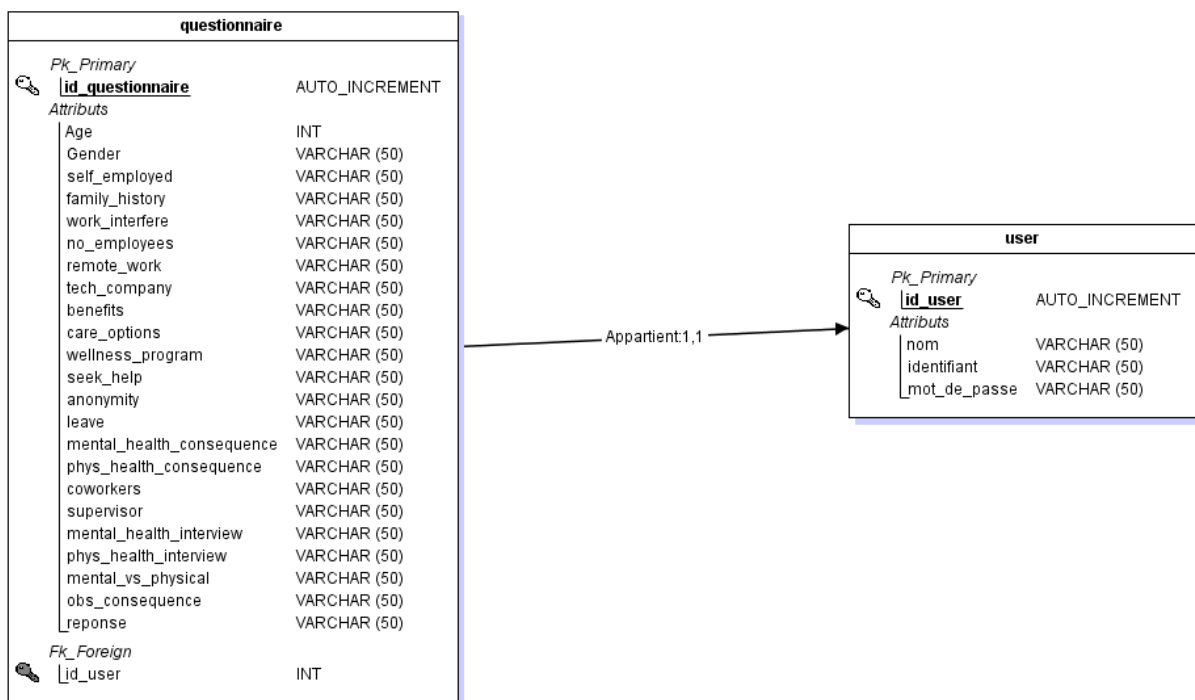 questionnaire
Pk_Primary
id_questionnaire AUTO_INCREMENT
Attributs
Age INT
Gender VARCHAR (50)
self_employed VARCHAR (50)
family_history VARCHAR (50)
work_interfere VARCHAR (50)
no_employees VARCHAR (50)
remote_work VARCHAR (50)
tech_company VARCHAR (50)
benefits VARCHAR (50)
care_options VARCHAR (50)
wellness_program VARCHAR (50)
seek_help VARCHAR (50)
anonymity VARCHAR (50)
leave VARCHAR (50)
mental_health_consequence VARCHAR (50)
phys_health_consequence VARCHAR (50)
coworkers VARCHAR (50)
supervisor VARCHAR (50)
mental_health_interview VARCHAR (50)
phys_health_interview VARCHAR (50)
mental_vs_physical VARCHAR (50)
obs_consequence VARCHAR (50)
reponse VARCHAR (50)
Fk_Foreign
id_user INT
Appartient:1,1
user
Pk_Primary
id_user AUTO_INCREMENT
Attributs
nom VARCHAR (50)
identifiant VARCHAR (50)
mot_de_passe VARCHAR (50)